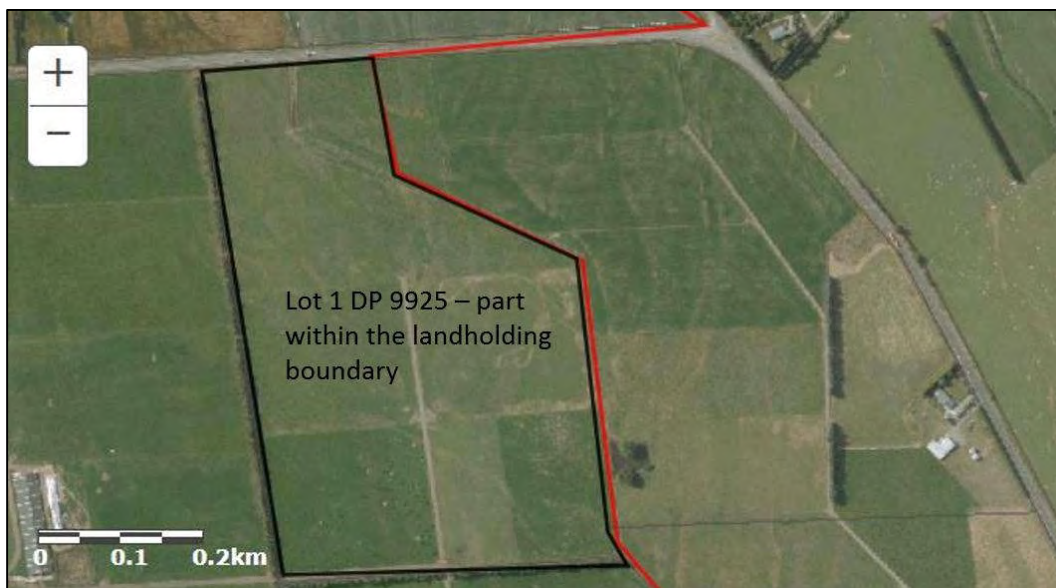 +
−
Lot 1 DP 9925 – part
within the landholding
boundary
0 0.1 0.2km